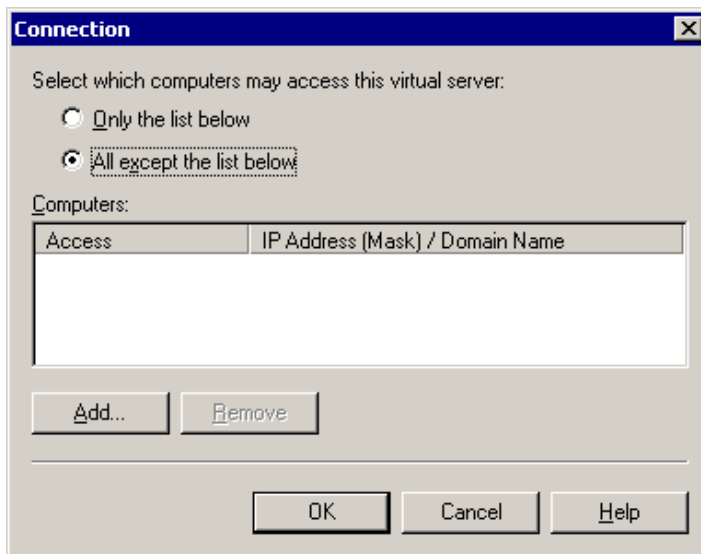 Connection
Select which computers may access this virtual server:
Only the list below
All except the list below
Computers:
Access IP Address (Mask) / Domain Name
Add... Remove
OK Cancel Help